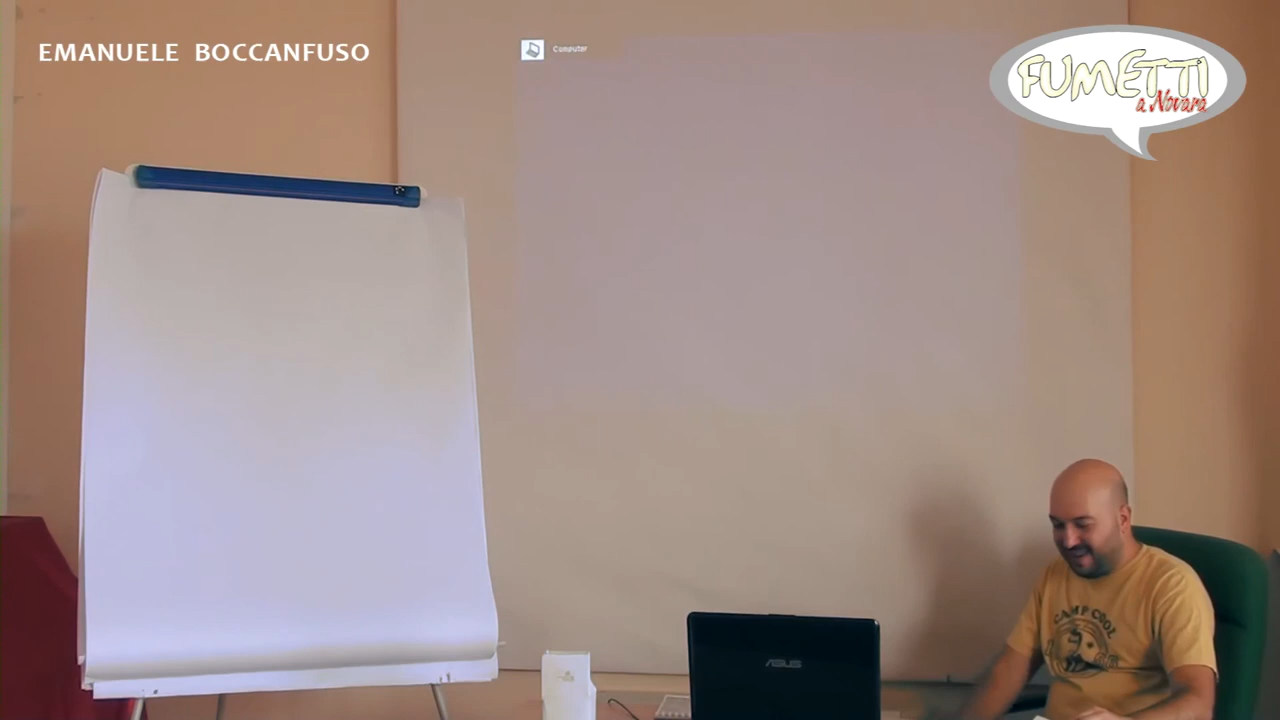 EMANUELE BOCCANFUSO
Computer
FUMETTI
a Novara
ASUS
CAMP COOL